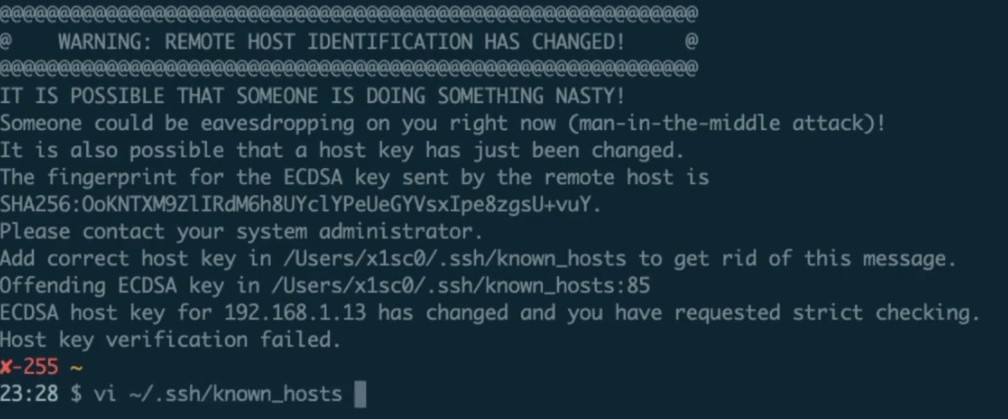 @@@@@@@@@@@@@@@@@@@@@@@@@@@@@@@@@@@@@@@@@@@@@@@@@@@@@@@@@@@
@    WARNING: REMOTE HOST IDENTIFICATION HAS CHANGED!     @
@@@@@@@@@@@@@@@@@@@@@@@@@@@@@@@@@@@@@@@@@@@@@@@@@@@@@@@@@@@
IT IS POSSIBLE THAT SOMEONE IS DOING SOMETHING NASTY!
Someone could be eavesdropping on you right now (man-in-the-middle attack)!
It is also possible that a host key has just been changed.
The fingerprint for the ECDSA key sent by the remote host is
SHA256:OoKNTXM9ZlIRdM6h8UYclYPeUeGYVsxIpe8zgsU+vuY.
Please contact your system administrator.
Add correct host key in /Users/x1sc0/.ssh/known_hosts to get rid of this message.
Offending ECDSA key in /Users/x1sc0/.ssh/known_hosts:85
ECDSA host key for 192.168.1.13 has changed and you have requested strict checking.
Host key verification failed.
✘-255 ~
23:28 $ vi ~/.ssh/known_hosts